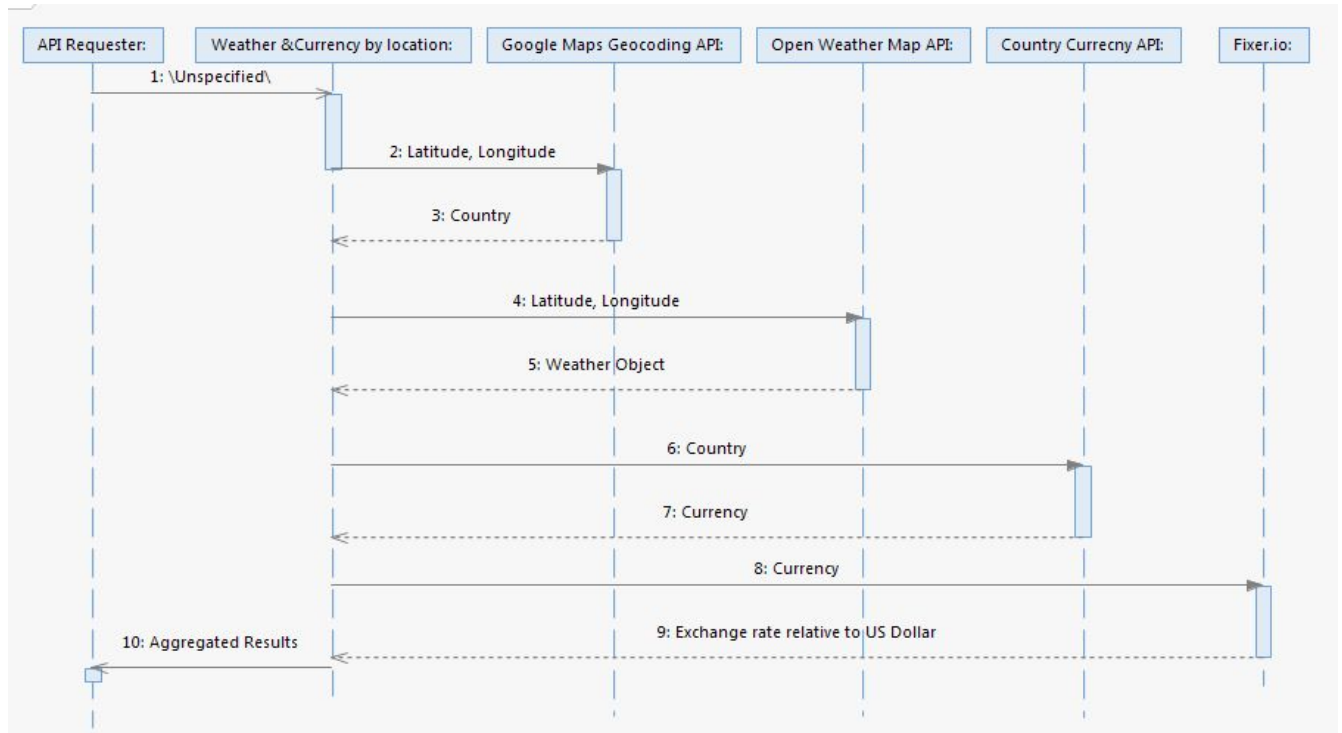 API Requester:
Weather &Currency by location:
Google Maps Geocoding API:
Open Weather Map API:
Country Currecny API:
Fixer.io:
1: \Unspecified\
2: Latitude, Longitude
3: Country
4: Latitude, Longitude
5: Weather Object
6: Country
7: Currency
8: Currency
9: Exchange rate relative to US Dollar
10: Aggregated Results